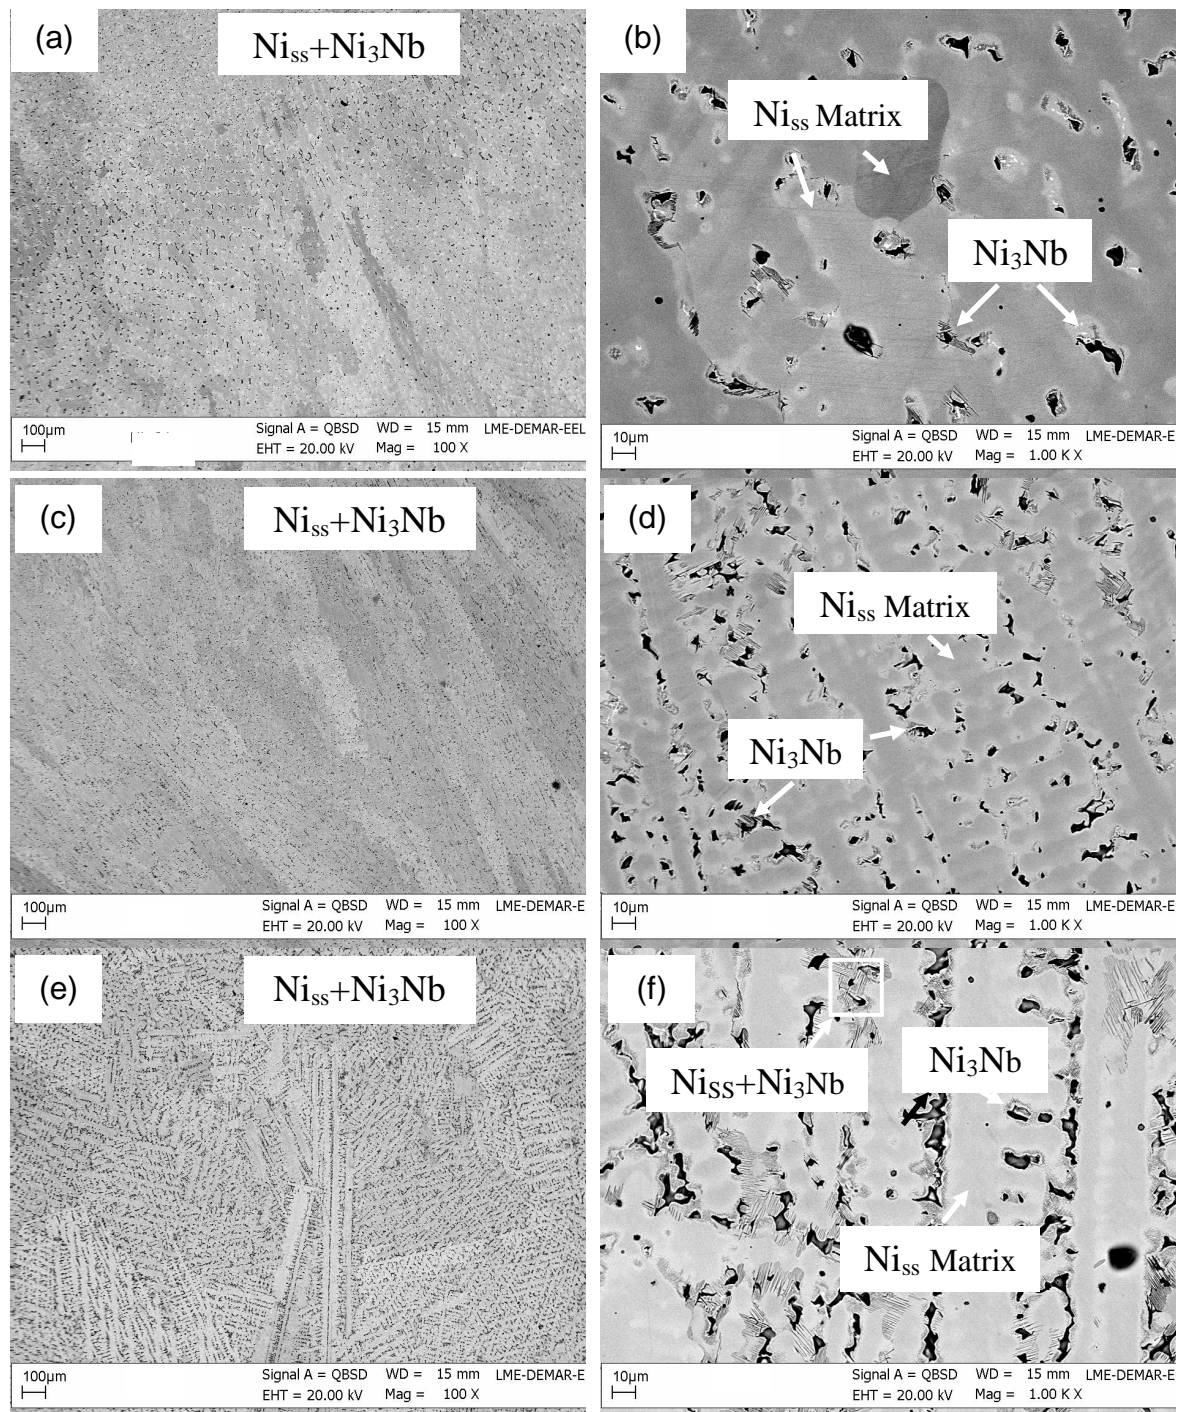 (a)
Niss+Ni3Nb
100µm
Signal A = QBSD WD = 15 mm LME-DEMAR-EEL
EHT = 20.00 kV Mag = 100 X
(b)
Niss Matrix
Ni3Nb
10µm
Signal A = QBSD WD = 15 mm LME-DEMAR-E
EHT = 20.00 kV Mag = 1.00 K X
(c)
Niss+Ni3Nb
100µm
Signal A = QBSD WD = 15 mm LME-DEMAR-E
EHT = 20.00 kV Mag = 100 X
(d)
Niss Matrix
Ni3Nb
10µm
Signal A = QBSD WD = 15 mm LME-DEMAR-E
EHT = 20.00 kV Mag = 1.00 K X
(e)
Niss+Ni3Nb
100µm
Signal A = QBSD WD = 15 mm LME-DEMAR-E
EHT = 20.00 kV Mag = 100 X
(f)
Ni3Nb
NiSS+Ni3Nb
Niss Matrix
10µm
Signal A = QBSD WD = 15 mm LME-DEMAR-E
EHT = 20.00 kV Mag = 1.00 K X